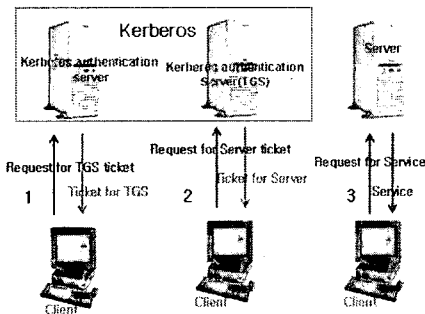 Kerberos
Kerberos authentication
server
Kerberos authentication
Server(TGS)
Server
Request for TGS ticket
Ticket for TGS
1
Request for Server ticket
Ticket for Server
2
Request for Service
Service
3
Client
Client
Client